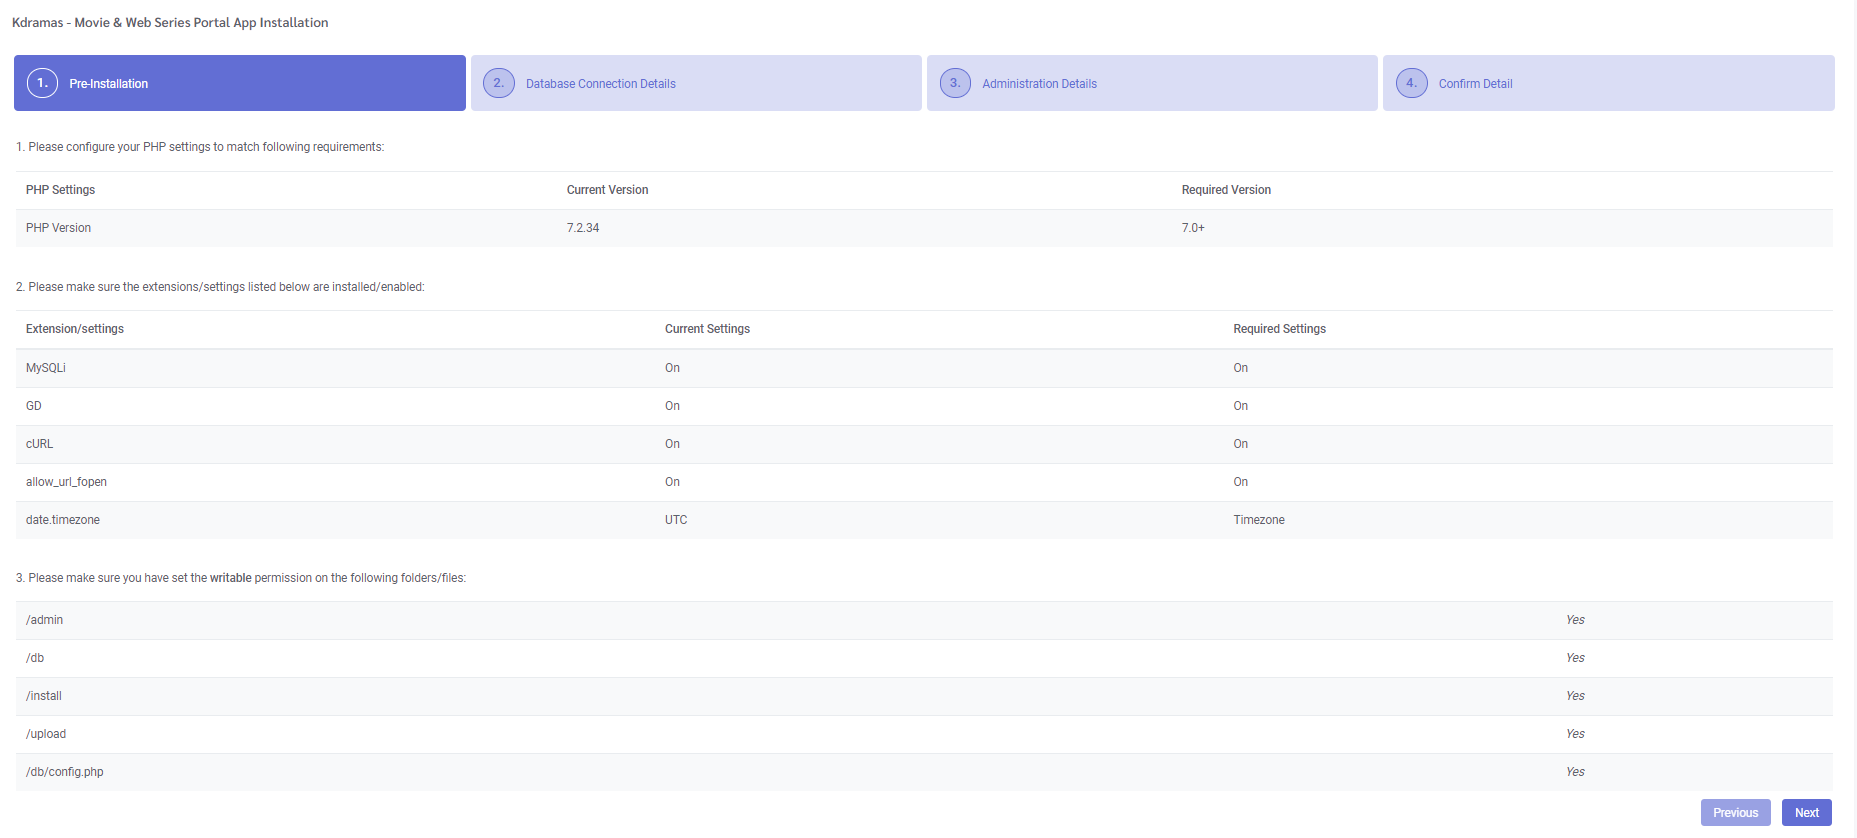 Kdramas - Movie & Web Series Portal App Installation
1. Pre-Installation 2. Database Connection Details 3. Administration Details 4. Confirm Detail
1. Please configure your PHP settings to match following requirements:
PHP Settings Current Version Required Version
PHP Version 7.2.34 7.0+
2. Please make sure the extensions/settings listed below are installed/enabled:
Extension/settings Current Settings Required Settings
MySQLi On On
GD On On
cURL On On
allow_url_fopen On On
date.timezone UTC Timezone
3. Please make sure you have set the writable permission on the following folders/files:
/admin Yes
/db Yes
/install Yes
/upload Yes
/db/config.php Yes
Previous Next